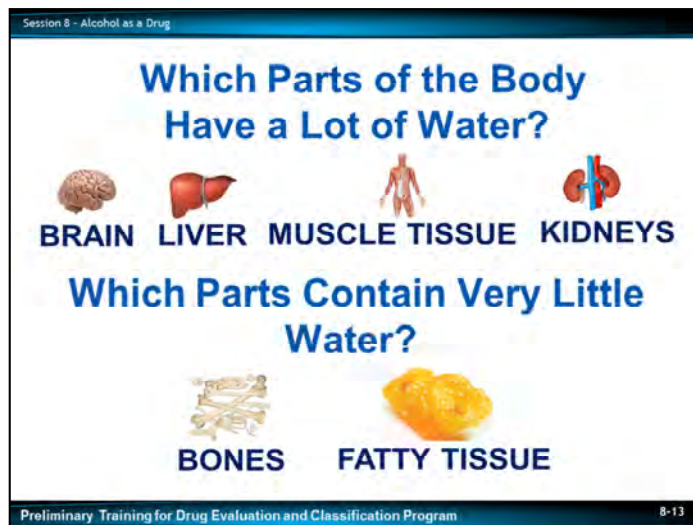 Session 8 - Alcohol as a Drug
Which Parts of the Body
Have a Lot of Water?
BRAIN LIVER MUSCLE TISSUE KIDNEYS
Which Parts Contain Very Little
Water?
BONES FATTY TISSUE
Preliminary Training for Drug Evaluation and Classification Program 8-13